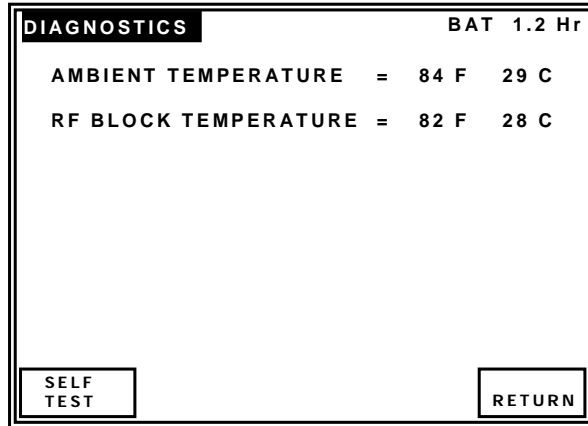 DIAGNOSTICS BAT 1.2 Hr
AMBIENT TEMPERATURE = 84 F 29 C
RF BLOCK TEMPERATURE = 82 F 28 C
SELF
TEST
RETURN